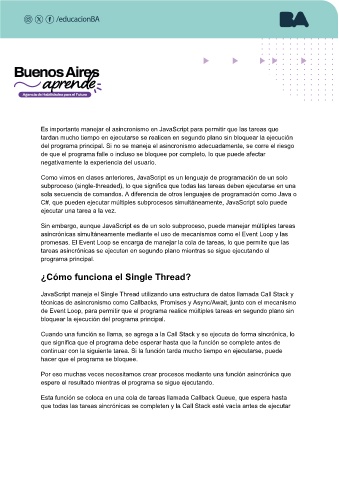 /educacionBA
BA
Buenos Aires
aprende
Agencia de Habilidades para el Futuro
Es importante manejar el asincronismo en JavaScript para permitir que las tareas que
tardan mucho tiempo en ejecutarse se realicen en segundo plano sin bloquear la ejecución
del programa principal. Si no se maneja el asincronismo adecuadamente, se corre el riesgo
de que el programa falle o incluso se bloquee por completo, lo que puede afectar
negativamente la experiencia del usuario.
Como vimos en clases anteriores, JavaScript es un lenguaje de programación de un solo
subproceso (single-threaded), lo que significa que todas las tareas deben ejecutarse en una
sola secuencia de comandos. A diferencia de otros lenguajes de programación como Java o
C#, que pueden ejecutar múltiples subprocesos simultáneamente, JavaScript solo puede
ejecutar una tarea a la vez.
Sin embargo, aunque JavaScript es de un solo subproceso, puede manejar múltiples tareas
asincrónicas simultáneamente mediante el uso de mecanismos como el Event Loop y las
promesas. El Event Loop se encarga de manejar la cola de tareas, lo que permite que las
tareas asincrónicas se ejecuten en segundo plano mientras se sigue ejecutando el
programa principal.
¿Cómo funciona el Single Thread?
JavaScript maneja el Single Thread utilizando una estructura de datos llamada Call Stack y
técnicas de asincronismo como Callbacks, Promises y Async/Await, junto con el mecanismo
de Event Loop, para permitir que el programa realice múltiples tareas en segundo plano sin
bloquear la ejecución del programa principal.
Cuando una función se llama, se agrega a la Call Stack y se ejecuta de forma sincrónica, lo
que significa que el programa debe esperar hasta que la función se complete antes de
continuar con la siguiente tarea. Si la función tarda mucho tiempo en ejecutarse, puede
hacer que el programa se bloquee.
Por eso muchas veces necesitamos crear procesos mediante una función asincrónica que
espere el resultado mientras el programa se sigue ejecutando.
Esta función se coloca en una cola de tareas llamada Callback Queue, que espera hasta
que todas las tareas sincrónicas se completen y la Call Stack esté vacía antes de ejecutar